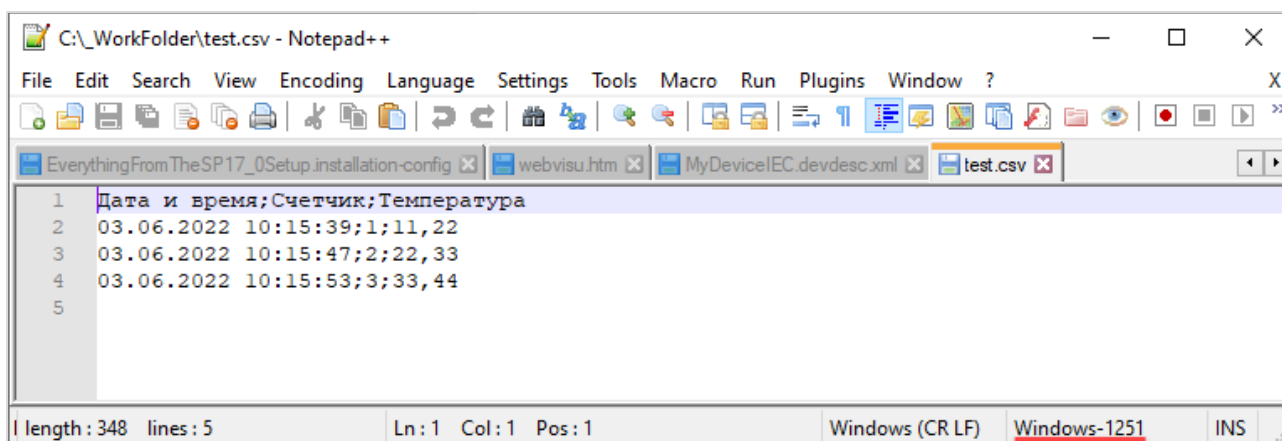 C:\_WorkFolder\test.csv - Notepad++
File Edit Search View Encoding Language Settings Tools Macro Run Plugins Window ? X
EverythingFromTheSP17_0Setup.installation-config webvisu.htm MyDeviceIEC.devdesc.xml test.csv
1 Дата и время;Счетчик;Температура
2 03.06.2022 10:15:39;1;11,22
3 03.06.2022 10:15:47;2;22,33
4 03.06.2022 10:15:53;3;33,44
5
length : 348 lines : 5 Ln : 1 Col : 1 Pos : 1 Windows (CR LF) Windows-1251 INS